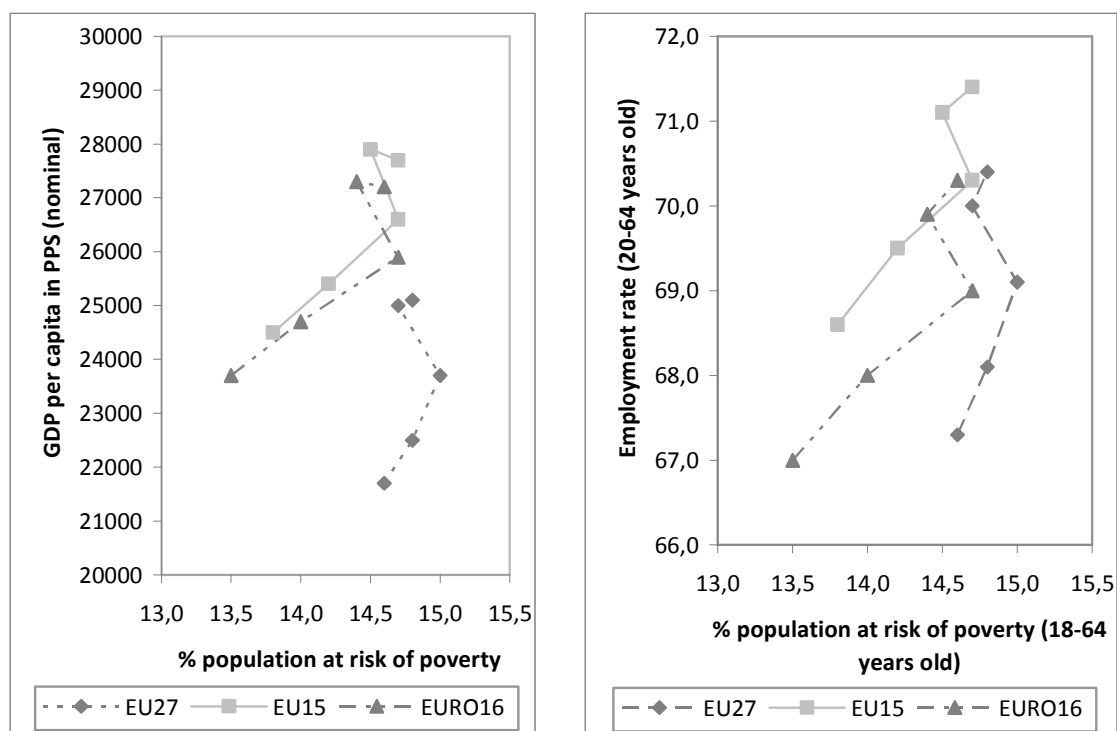 GDP per capita in PPS (nominal)
30000
29000
28000
27000
26000
25000
24000
23000
22000
21000
20000
13,0 13,5 14,0 14,5 15,0 15,5
% population at risk of poverty
EU27 EU15 EURO16
Employment rate (20-64 years old)
72,0
71,0
70,0
69,0
68,0
67,0
66,0
13,0 13,5 14,0 14,5 15,0 15,5
% population at risk of poverty (18-64
years old)
EU27 EU15 EURO16